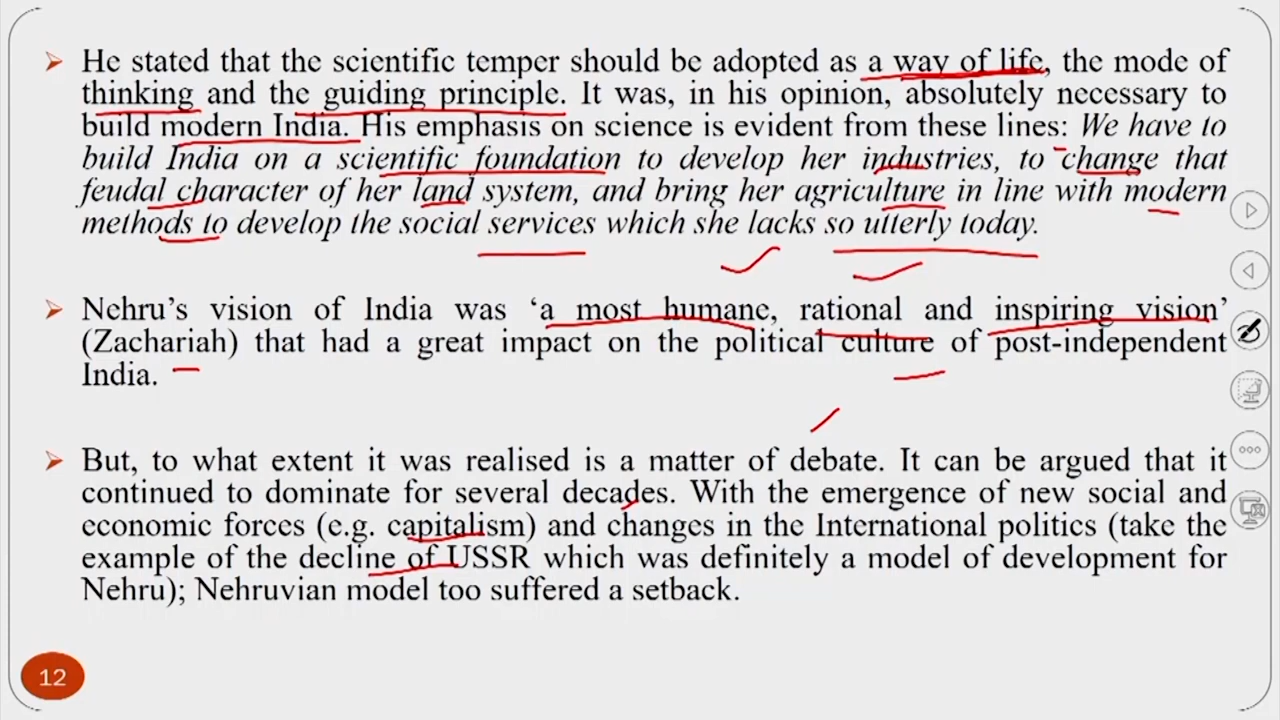 He stated that the scientific temper should be adopted as a way of life, the mode of
thinking and the guiding principle. It was, in his opinion, absolutely necessary to
build modern India. His emphasis on science is evident from these lines: We have to
build India on a scientific foundation to develop her industries, to change that
feudal character of her land system, and bring her agriculture in line with modern
methods to develop the social services which she lacks so utterly today.
Nehru's vision of India was 'a most humane, rational and inspiring vision'
(Zachariah) that had a great impact on the political culture of post-independent
India.
But, to what extent it was realised is a matter of debate. It can be argued that it
continued to dominate for several decades. With the emergence of new social and
economic forces (e.g. capitalism) and changes in the International politics (take the
example of the decline of USSR which was definitely a model of development for
Nehru); Nehruvian model too suffered a setback.
12